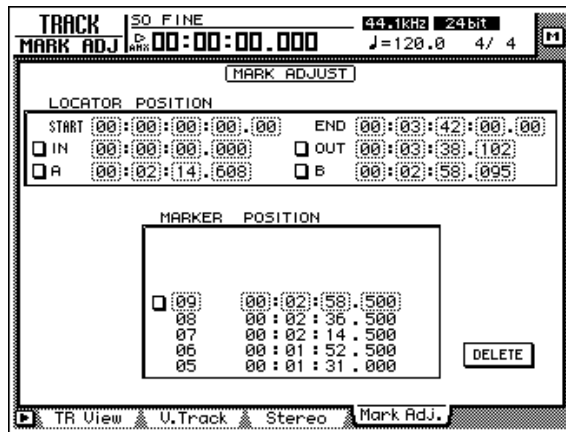 TRACK
MARK ADJ
SO FINE
44.1kHz 24bit
AMX 00:00:00.000
♩=120.0 4/ 4
M
MARK ADJUST
LOCATOR POSITION
START 00:00:00:00.00 END 00:03:42:00.00
IN 00:00:00.000 OUT 00:03:38.102
A 00:02:14.608 B 00:02:58.095
MARKER POSITION
09 00:02:58.500
08 00:02:36.500
07 00:02:14.500
06 00:01:52.500
05 00:01:31.000
DELETE
TR View V.Track Stereo Mark Adj.